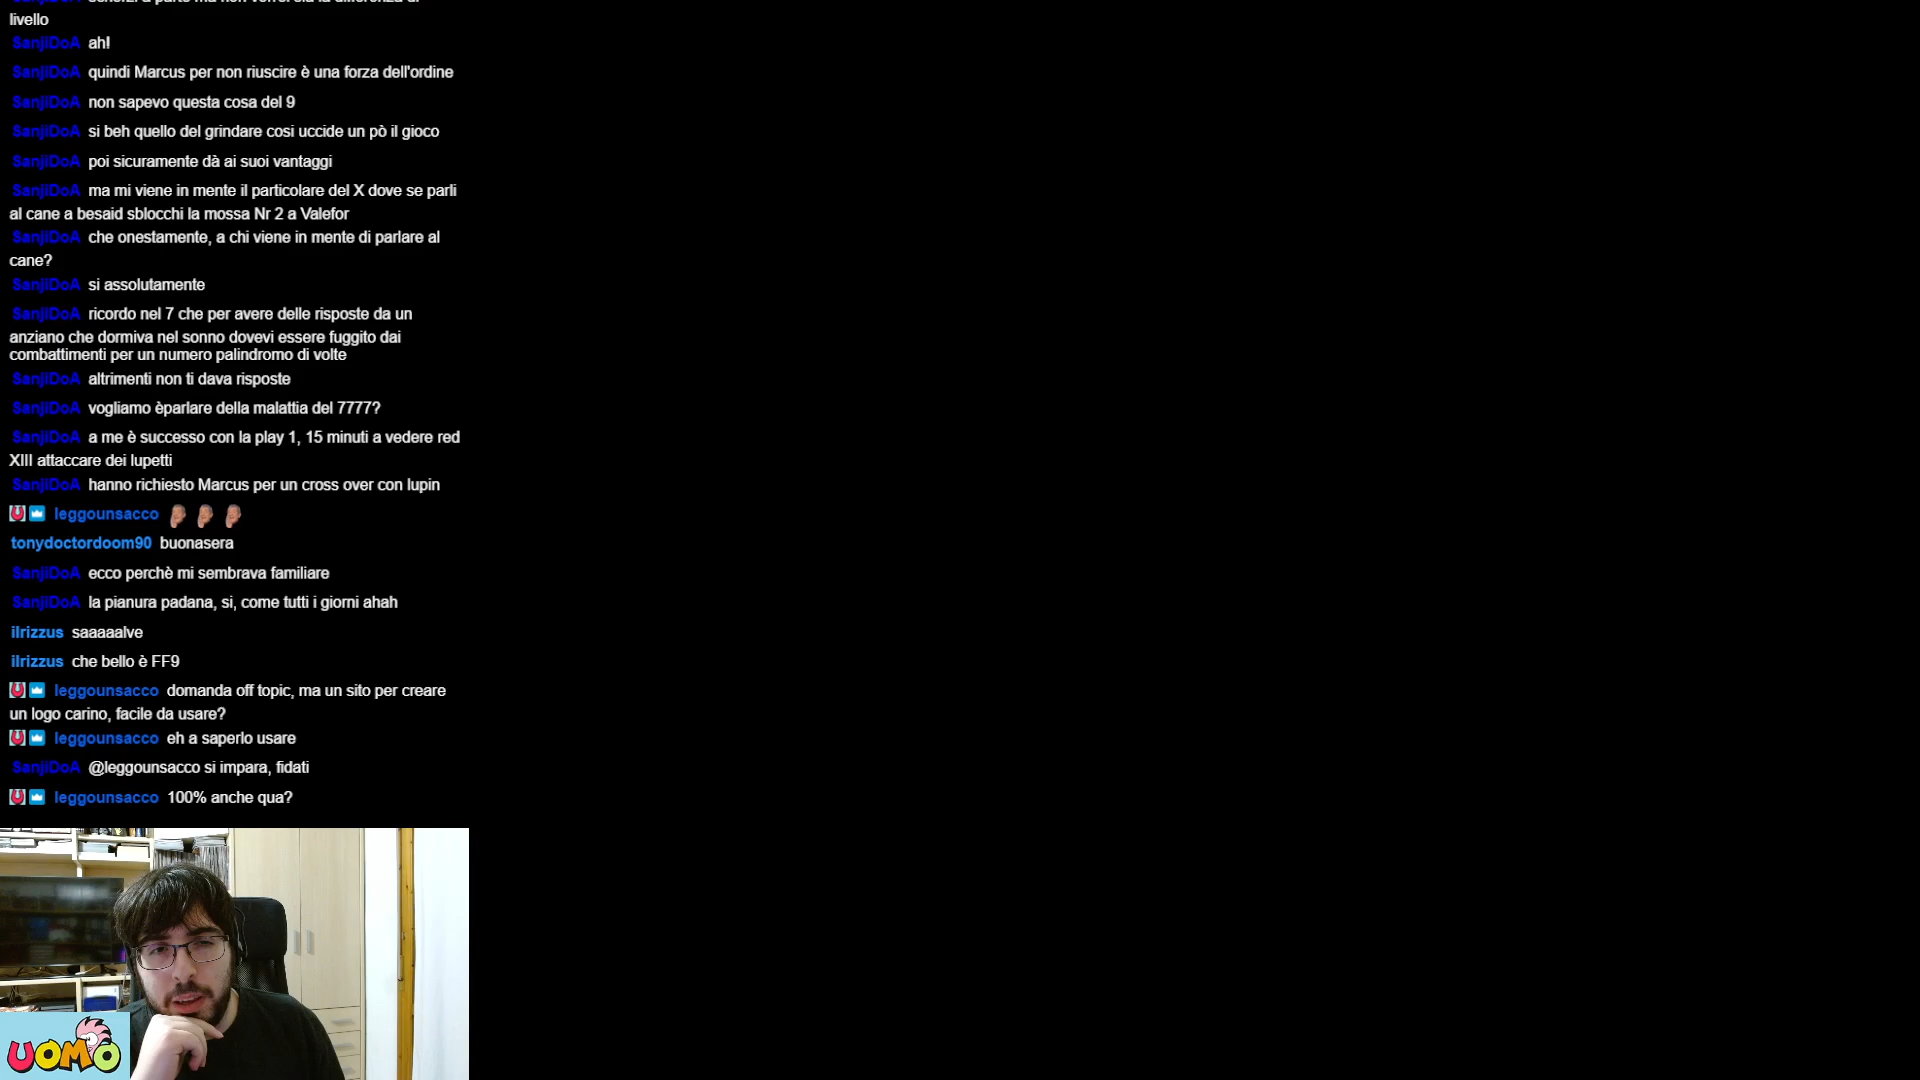 livello
SanjiDoA ah!
SanjiDoA quindi Marcus per non riuscire è una forza dell'ordine
SanjiDoA non sapevo questa cosa del 9
SanjiDoA si beh quello del grindare cosi uccide un pò il gioco
SanjiDoA poi sicuramente dà ai suoi vantaggi
SanjiDoA ma mi viene in mente il particolare del X dove se parli
al cane a besaid sblocchi la mossa Nr 2 a Valefor
SanjiDoA che onestamente, a chi viene in mente di parlare al
cane?
SanjiDoA si assolutamente
SanjiDoA ricordo nel 7 che per avere delle risposte da un
anziano che dormiva nel sonno dovevi essere fuggito dai
combattimenti per un numero palindromo di volte
SanjiDoA altrimenti non ti dava risposte
SanjiDoA vogliamo èparlare della malattia del 7777?
SanjiDoA a me è successo con la play 1, 15 minuti a vedere red
XIII attaccare dei lupetti
SanjiDoA hanno richiesto Marcus per un cross over con lupin
leggounsacco
tonydoctordoom90 buonasera
SanjiDoA ecco perchè mi sembrava familiare
SanjiDoA la pianura padana, si, come tutti i giorni ahah
ilrizzus saaaaalve
ilrizzus che bello è FF9
leggounsacco domanda off topic, ma un sito per creare
un logo carino, facile da usare?
leggounsacco eh a saperlo usare
SanjiDoA @leggounsacco si impara, fidati
leggounsacco 100% anche qua?
UOMO